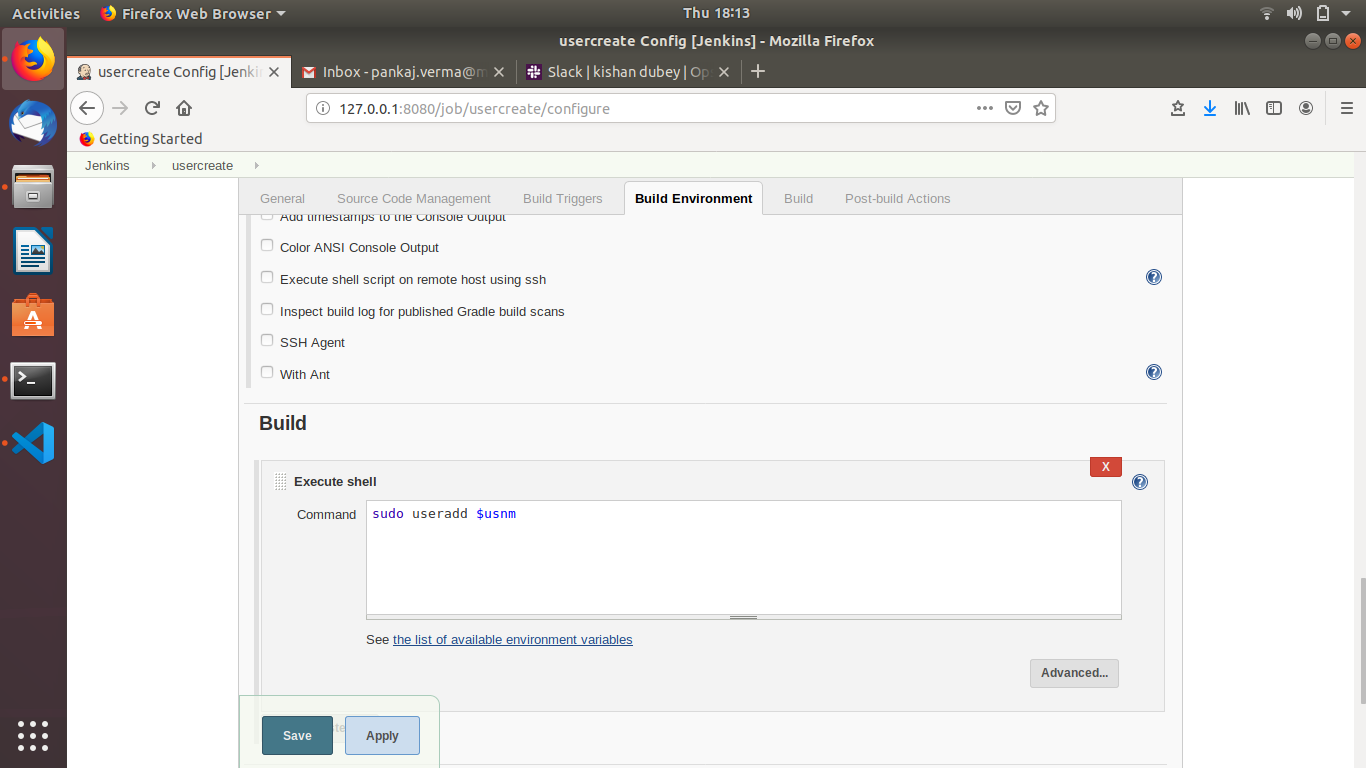 Activities Firefox Web Browser Thu 18:13
usercreate Config [Jenkins] - Mozilla Firefox
usercreate Config [Jenki Inbox - pankaj.verma@m Slack | kishan dubey | Op
127.0.0.1:8080/job/usercreate/configure
Getting Started
Jenkins usercreate
General Source Code Management Build Triggers Build Environment Build Post-build Actions
Add timestamps to the Console Output
Color ANSI Console Output
Execute shell script on remote host using ssh
Inspect build log for published Gradle build scans
SSH Agent
With Ant
Build
X
Execute shell
Command sudo useradd $usnm
See the list of available environment variables
Advanced...
Save Apply